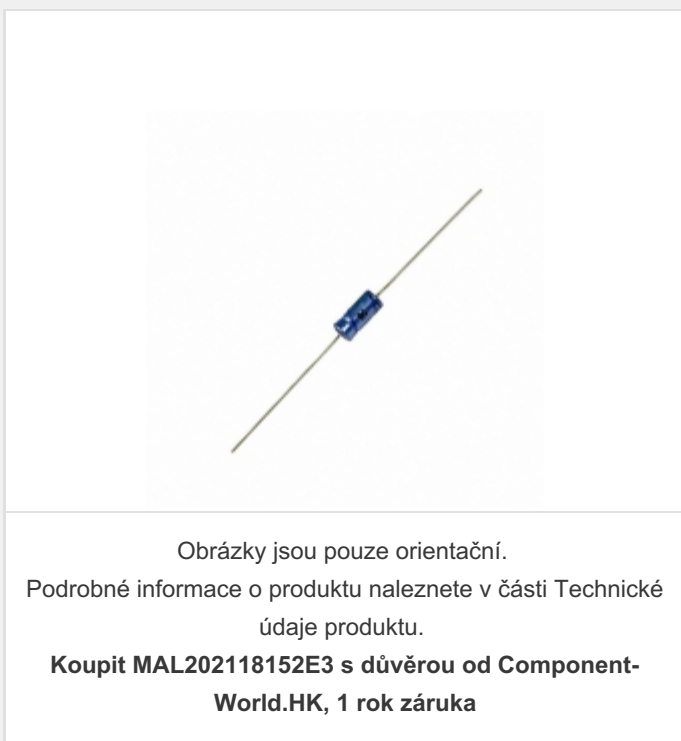 Obrázky jsou pouze orientační.
Podrobné informace o produktu naleznete v části Technické
údaje produktu.
Koupit MAL202118152E3 s důvěrou od Component-
World.HK, 1 rok záruka